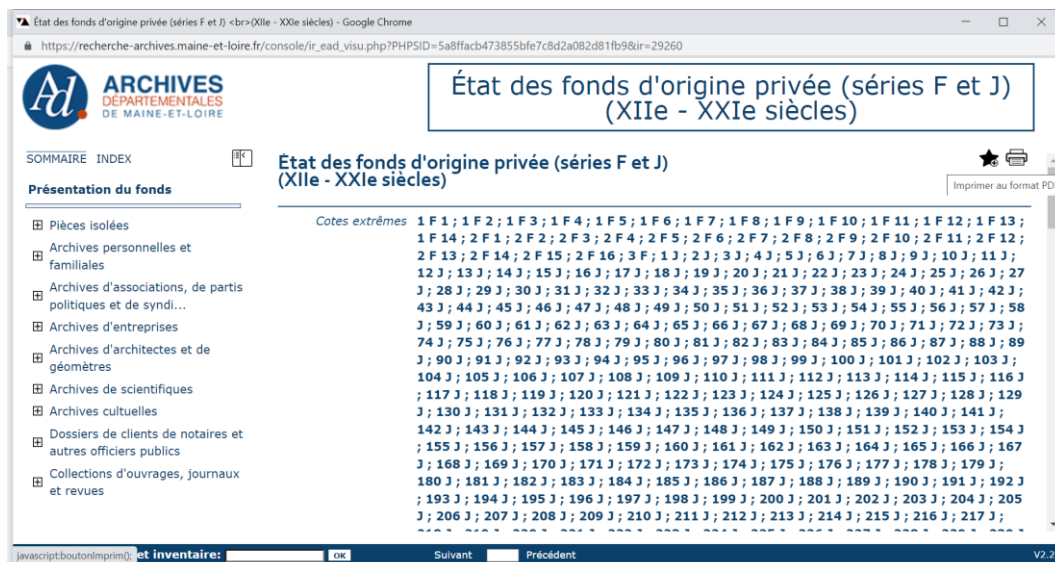 État des fonds d'origine privée (séries F et J) <br>(XIIe - XXIe siècles) - Google Chrome
https://recherche-archives.maine-et-loire.fr/console/ir_ead_visu.php?PHPSID=5a8ffacb473855bfe7c8d2a082d81fb9&ir=29260
Ad.
ARCHIVES
DÉPARTEMENTALES
DE MAINE-ET-LOIRE
État des fonds d'origine privée (séries F et J)
(XIIe - XXIe siècles)
SOMMAIRE INDEX
Présentation du fonds
Pièces isolées
Archives personnelles et
familiales
Archives d'associations, de partis
politiques et de syndi...
Archives d'entreprises
Archives d'architectes et de
géomètres
Archives de scientifiques
Archives cultuelles
Dossiers de clients de notaires et
autres officiers publics
Collections d'ouvrages, journaux
et revues
État des fonds d'origine privée (séries F et J)
(XIIe - XXIe siècles)
Imprimer au format PD
Cotes extrêmes 1 F 1 ; 1 F 2 ; 1 F 3 ; 1 F 4 ; 1 F 5 ; 1 F 6 ; 1 F 7 ; 1 F 8 ; 1 F 9 ; 1 F 10 ; 1 F 11 ; 1 F 12 ; 1 F 13 ;
1 F 14 ; 2 F 1 ; 2 F 2 ; 2 F 3 ; 2 F 4 ; 2 F 5 ; 2 F 6 ; 2 F 7 ; 2 F 8 ; 2 F 9 ; 2 F 10 ; 2 F 11 ; 2 F 12 ;
2 F 13 ; 2 F 14 ; 2 F 15 ; 2 F 16 ; 3 F ; 1 J ; 2 J ; 3 J ; 4 J ; 5 J ; 6 J ; 7 J ; 8 J ; 9 J ; 10 J ; 11 J ;
12 J ; 13 J ; 14 J ; 15 J ; 16 J ; 17 J ; 18 J ; 19 J ; 20 J ; 21 J ; 22 J ; 23 J ; 24 J ; 25 J ; 26 J ; 27
J ; 28 J ; 29 J ; 30 J ; 31 J ; 32 J ; 33 J ; 34 J ; 35 J ; 36 J ; 37 J ; 38 J ; 39 J ; 40 J ; 41 J ; 42 J ;
43 J ; 44 J ; 45 J ; 46 J ; 47 J ; 48 J ; 49 J ; 50 J ; 51 J ; 52 J ; 53 J ; 54 J ; 55 J ; 56 J ; 57 J ; 58
J ; 59 J ; 60 J ; 61 J ; 62 J ; 63 J ; 64 J ; 65 J ; 66 J ; 67 J ; 68 J ; 69 J ; 70 J ; 71 J ; 72 J ; 73 J ;
74 J ; 75 J ; 76 J ; 77 J ; 78 J ; 79 J ; 80 J ; 81 J ; 82 J ; 83 J ; 84 J ; 85 J ; 86 J ; 87 J ; 88 J ; 89
J ; 90 J ; 91 J ; 92 J ; 93 J ; 94 J ; 95 J ; 96 J ; 97 J ; 98 J ; 99 J ; 100 J ; 101 J ; 102 J ; 103 J ;
104 J ; 105 J ; 106 J ; 107 J ; 108 J ; 109 J ; 110 J ; 111 J ; 112 J ; 113 J ; 114 J ; 115 J ; 116 J
; 117 J ; 118 J ; 119 J ; 120 J ; 121 J ; 122 J ; 123 J ; 124 J ; 125 J ; 126 J ; 127 J ; 128 J ; 129
J ; 130 J ; 131 J ; 132 J ; 133 J ; 134 J ; 135 J ; 136 J ; 137 J ; 138 J ; 139 J ; 140 J ; 141 J ;
142 J ; 143 J ; 144 J ; 145 J ; 146 J ; 147 J ; 148 J ; 149 J ; 150 J ; 151 J ; 152 J ; 153 J ; 154 J
; 155 J ; 156 J ; 157 J ; 158 J ; 159 J ; 160 J ; 161 J ; 162 J ; 163 J ; 164 J ; 165 J ; 166 J ; 167
J ; 168 J ; 169 J ; 170 J ; 171 J ; 172 J ; 173 J ; 174 J ; 175 J ; 176 J ; 177 J ; 178 J ; 179 J ;
180 J ; 181 J ; 182 J ; 183 J ; 184 J ; 185 J ; 186 J ; 187 J ; 188 J ; 189 J ; 190 J ; 191 J ; 192 J
; 193 J ; 194 J ; 195 J ; 196 J ; 197 J ; 198 J ; 199 J ; 200 J ; 201 J ; 202 J ; 203 J ; 204 J ; 205
J ; 206 J ; 207 J ; 208 J ; 209 J ; 210 J ; 211 J ; 212 J ; 213 J ; 214 J ; 215 J ; 216 J ; 217 J ;
javascript:boutonImprim(); et inventaire: OK Suivant Précédent V2.2